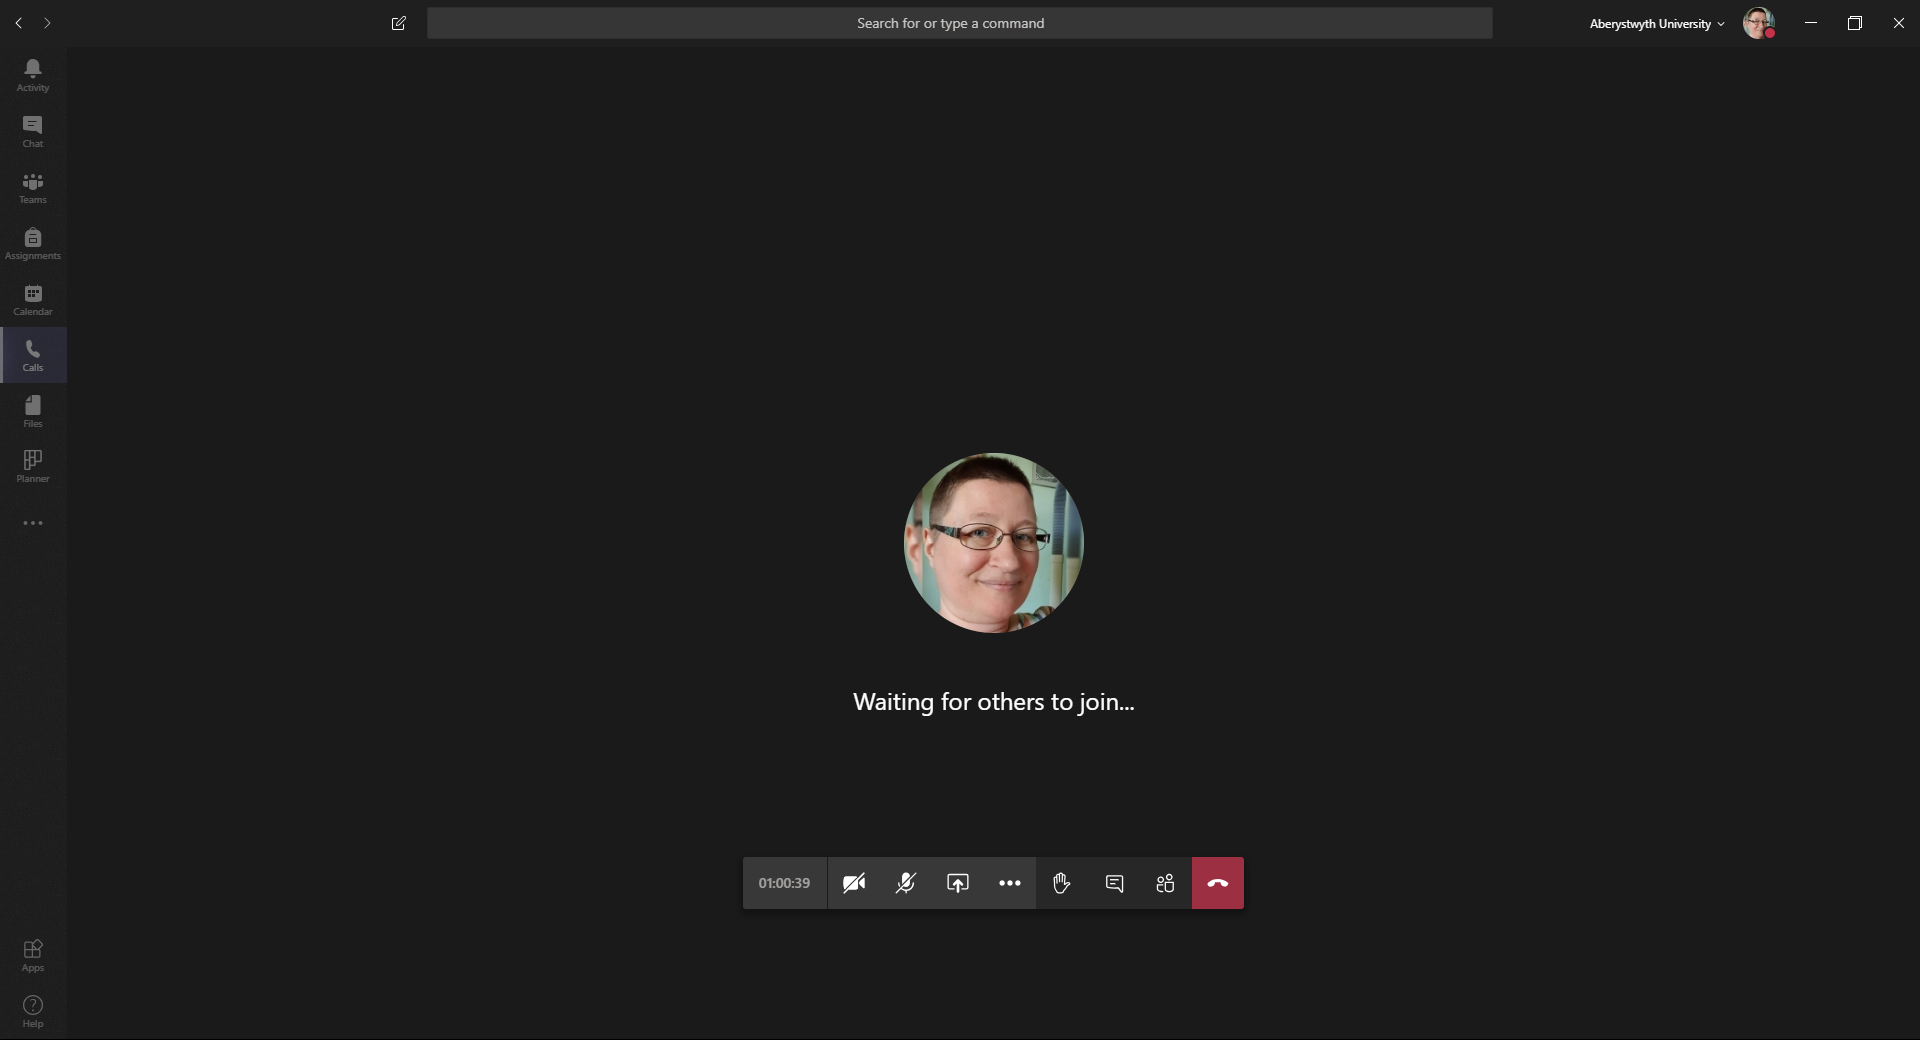 Search for or type a command
Aberystwyth University
Activity
Chat
Teams
Assignments
Calendar
Calls
Files
Planner
Waiting for others to join...
01:00:39
Apps
Help